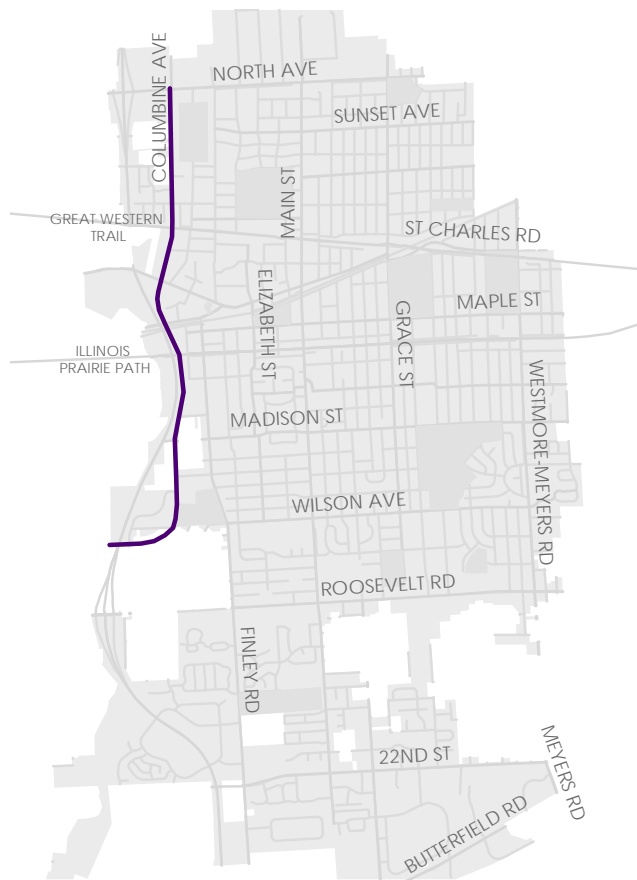 COLUMBINE AVE
NORTH AVE
SUNSET AVE
MAIN ST
GREAT WESTERN
TRAIL
ST CHARLES RD
ELIZABETH ST
GRACE ST
MAPLE ST
ILLINOIS
PRAIRIE PATH
WESTMORE-MEYERS RD
MADISON ST
WILSON AVE
ROOSEVELT RD
FINLEY RD
22ND ST
MEYERS RD
BUTTERFIELD RD